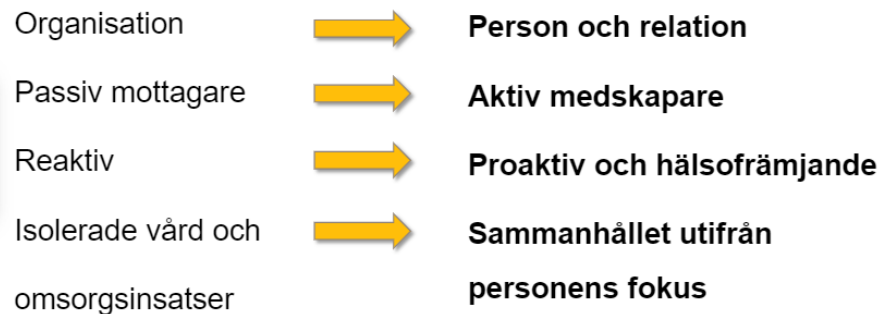 Organisation
Person och relation
Passiv mottagare
Aktiv medskapare
Reaktiv
Proaktiv och hälsofrämjande
Isolerade vård och
omsorgsinsatser
Sammanhållet utifrån
personens fokus